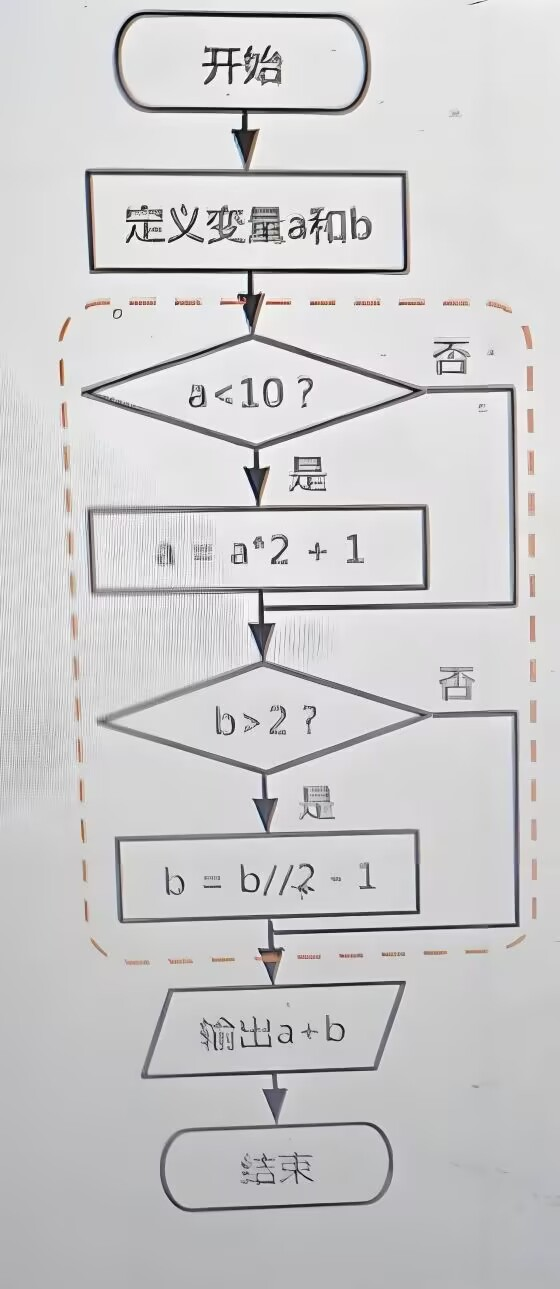 开始
定义变量a和b
a<10？
否
是
a = a*2 + 1
b>2？
否
是
b = b//2 - 1
输出a+b
结束